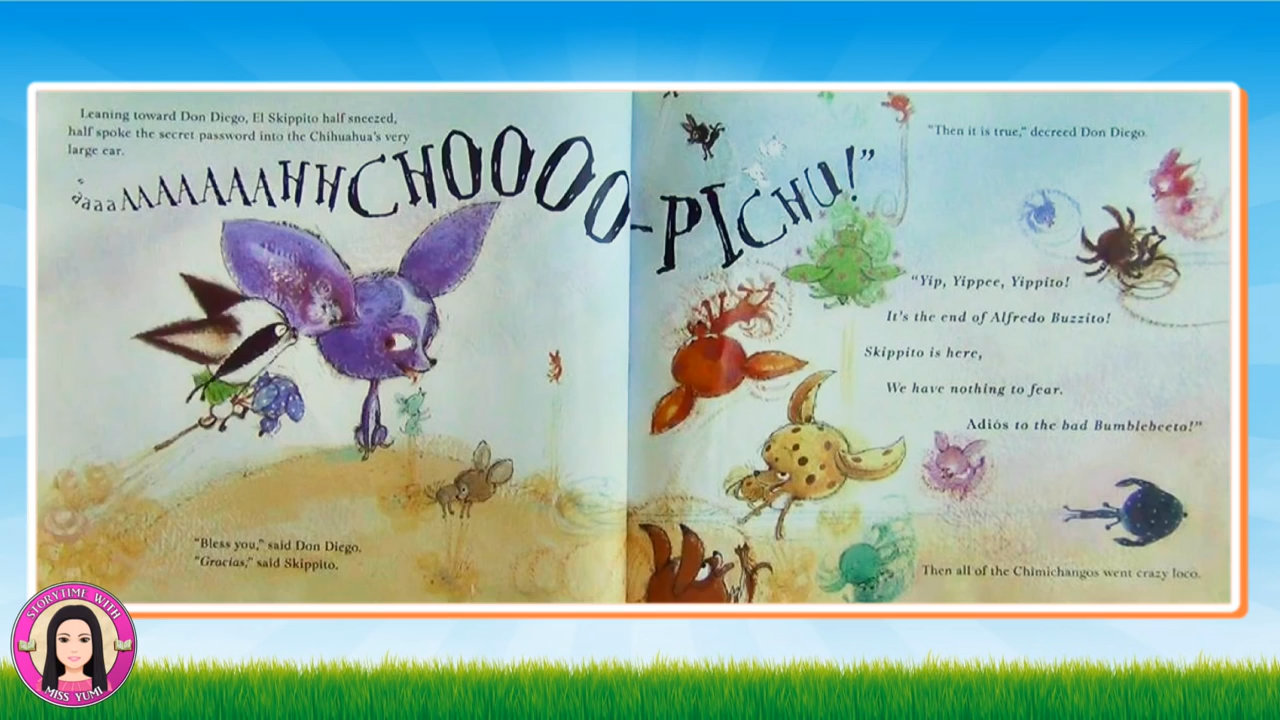 Leaning toward Don Diego, El Skippito half sneezed,
half spoke the secret password into the Chihuahua's very
large ear.
"aaaaAAAAAAAHHCHOOOO-PICHU!"
"Bless you," said Don Diego.
"Gracias," said Skippito.
"Then it is true," decreed Don Diego.
"Yip, Yippee, Yippito!
It's the end of Alfredo Buzzito!
Skippito is here,
We have nothing to fear.
Adiós to the bad Bumblebeeto!"
Then all of the Chimichangos went crazy loco.
STORYTIME WITH
MISS YUMI